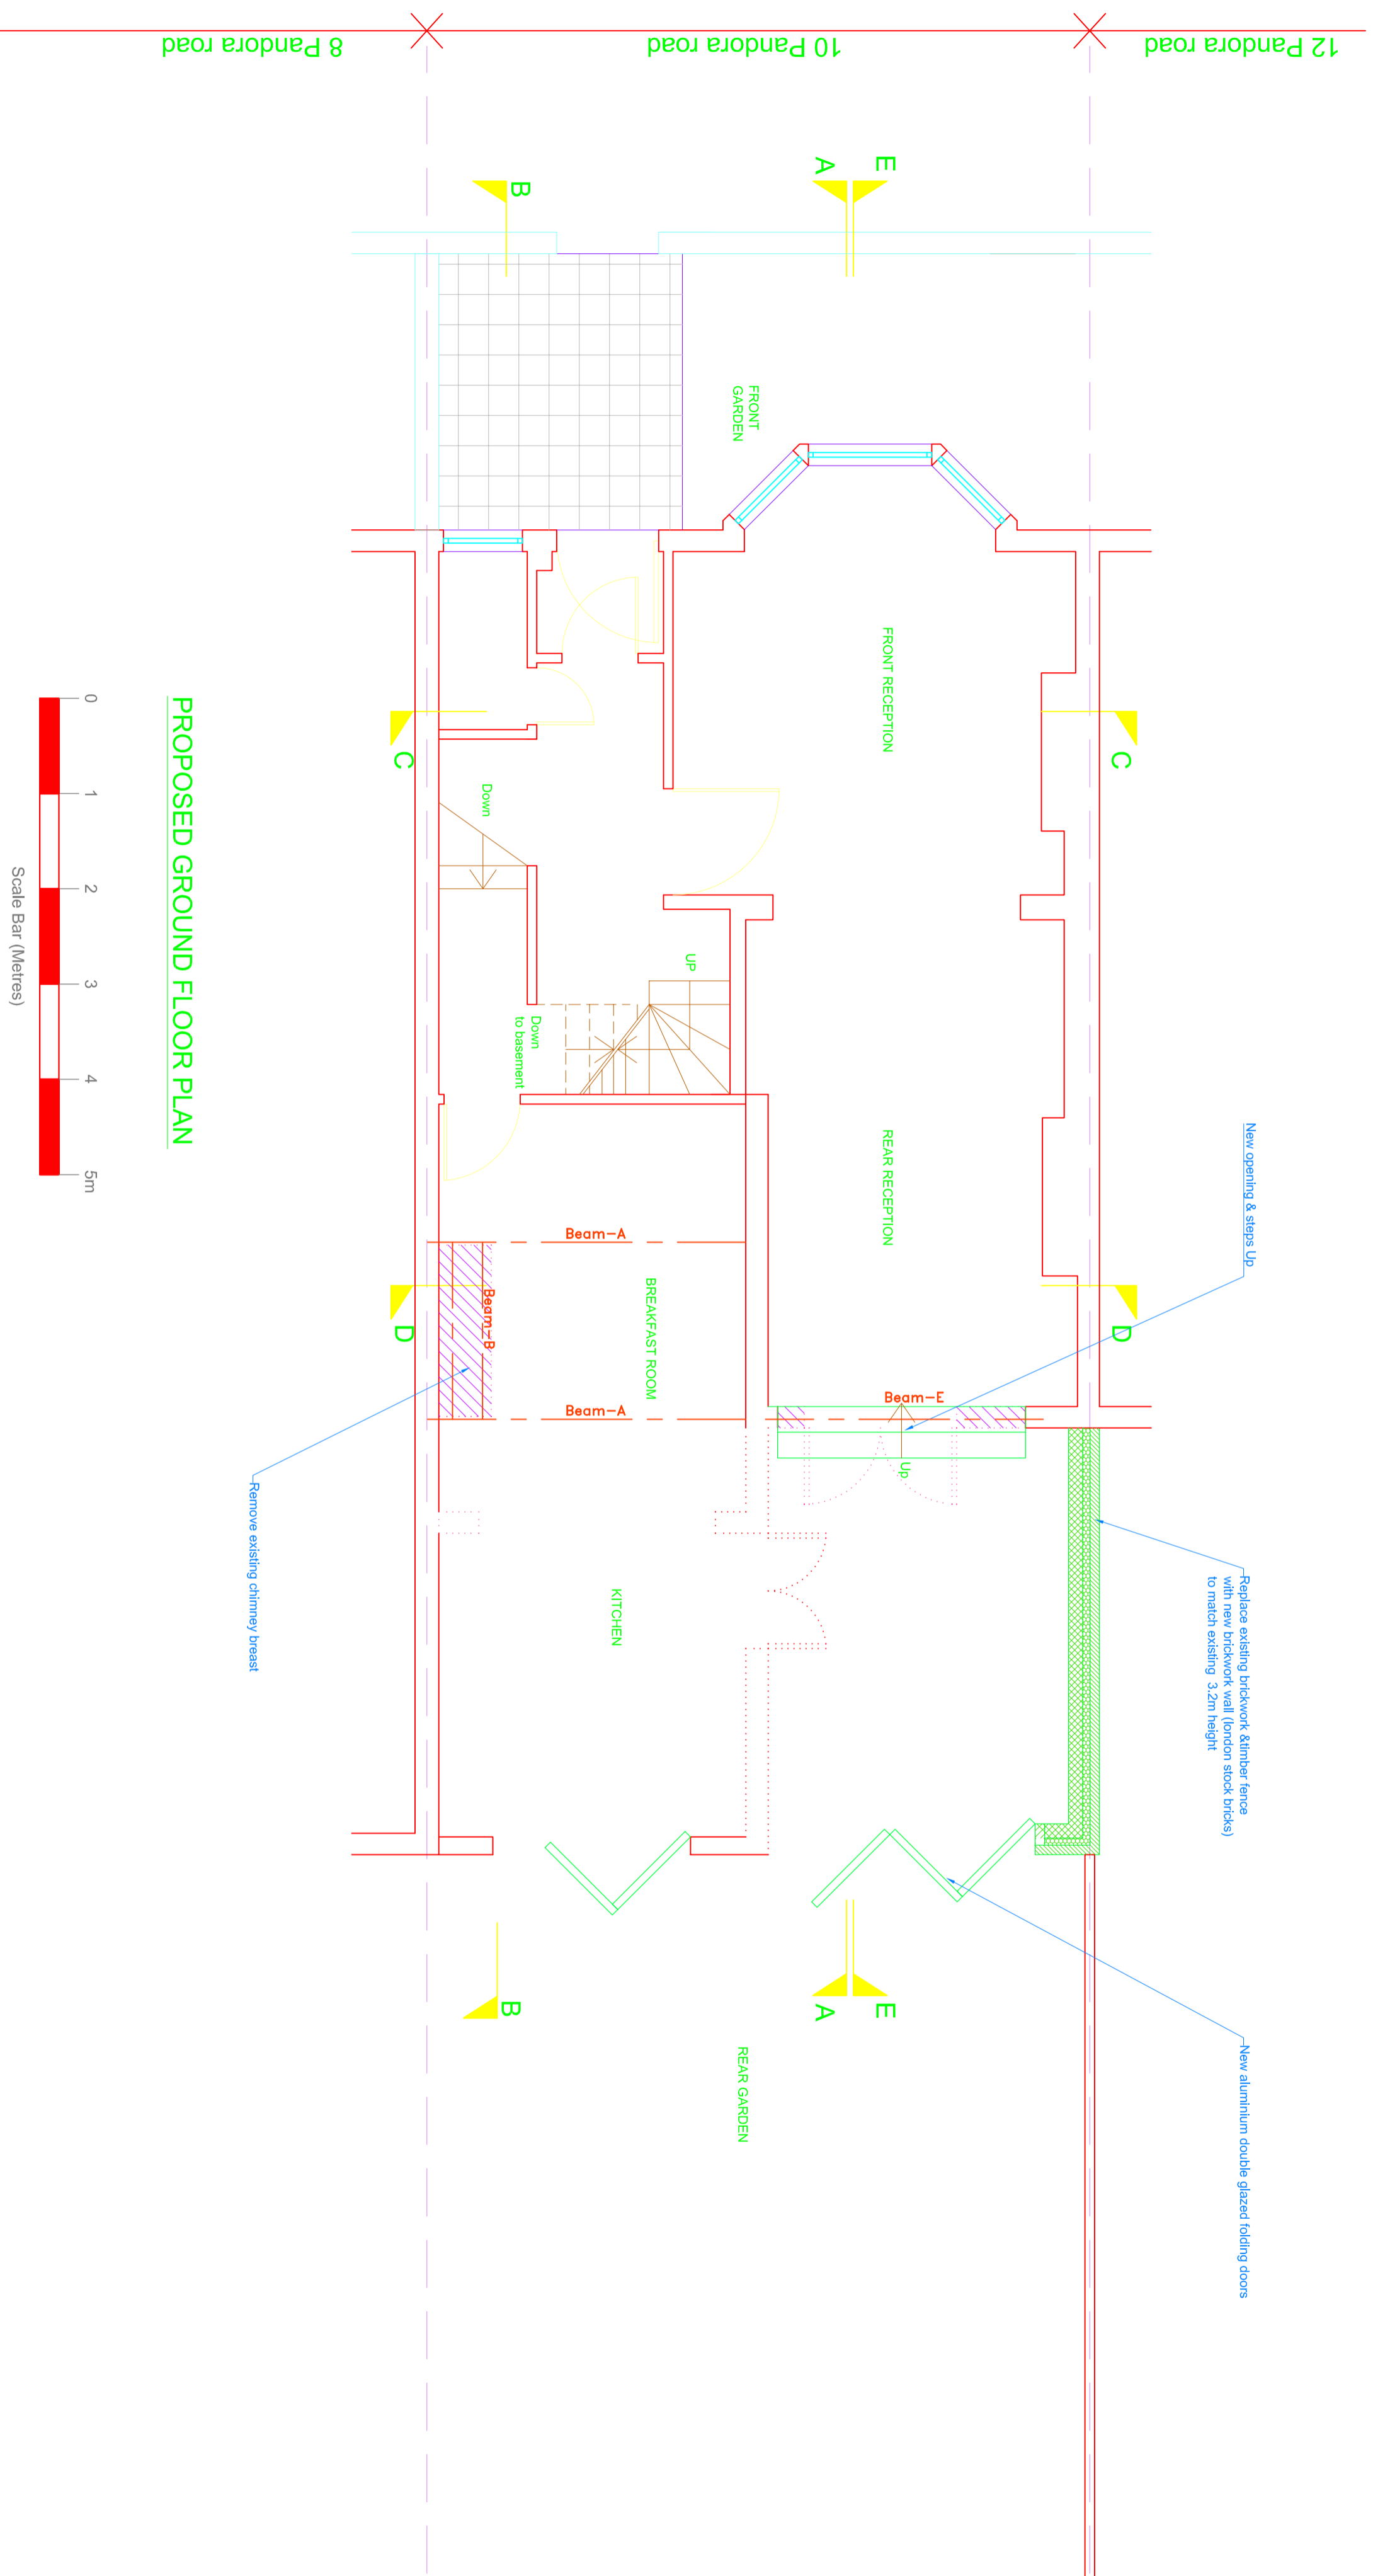 8 Pandora road
10 Pandora road
12 Pandora road
A
E
B
FRONT
GARDEN
FRONT RECEPTION
C
C
Down
UP
Down
to basement
REAR RECEPTION
New opening & steps Up
Beam-A
Beam-B
BREAKFAST ROOM
D
D
Beam-A
Beam-E
Up
Remove existing chimney breast
KITCHEN
Replace existing brickwork &timber fence
with new brickwork wall (london stock bricks)
to match existing 3.2m height
B
A
E
REAR GARDEN
New aluminium double glazed folding doors
PROPOSED GROUND FLOOR PLAN
0 1 2 3 4 5m
Scale Bar (Metres)